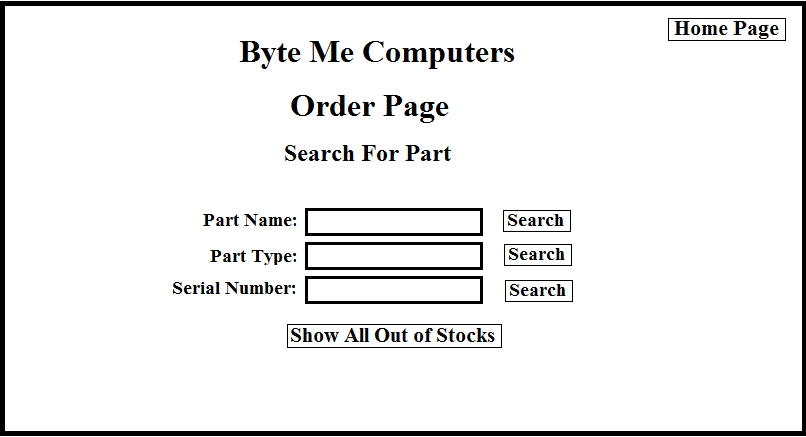 Home Page
Byte Me Computers
Order Page
Search For Part
Part Name: Search
Part Type: Search
Serial Number: Search
Show All Out of Stocks